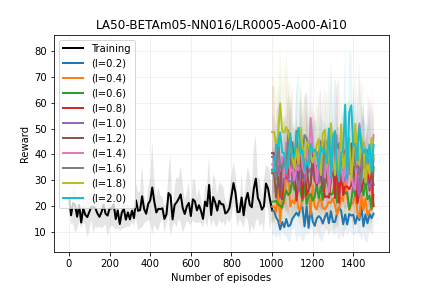 LA50-BETAm05-NN016/LR0005-Ao00-Ai10
Reward
80
70
60
50
40
30
20
10
Training
(l=0.2)
(l=0.4)
(l=0.6)
(l=0.8)
(l=1.0)
(l=1.2)
(l=1.4)
(l=1.6)
(l=1.8)
(l=2.0)
0 200 400 600 800 1000 1200 1400
Number of episodes